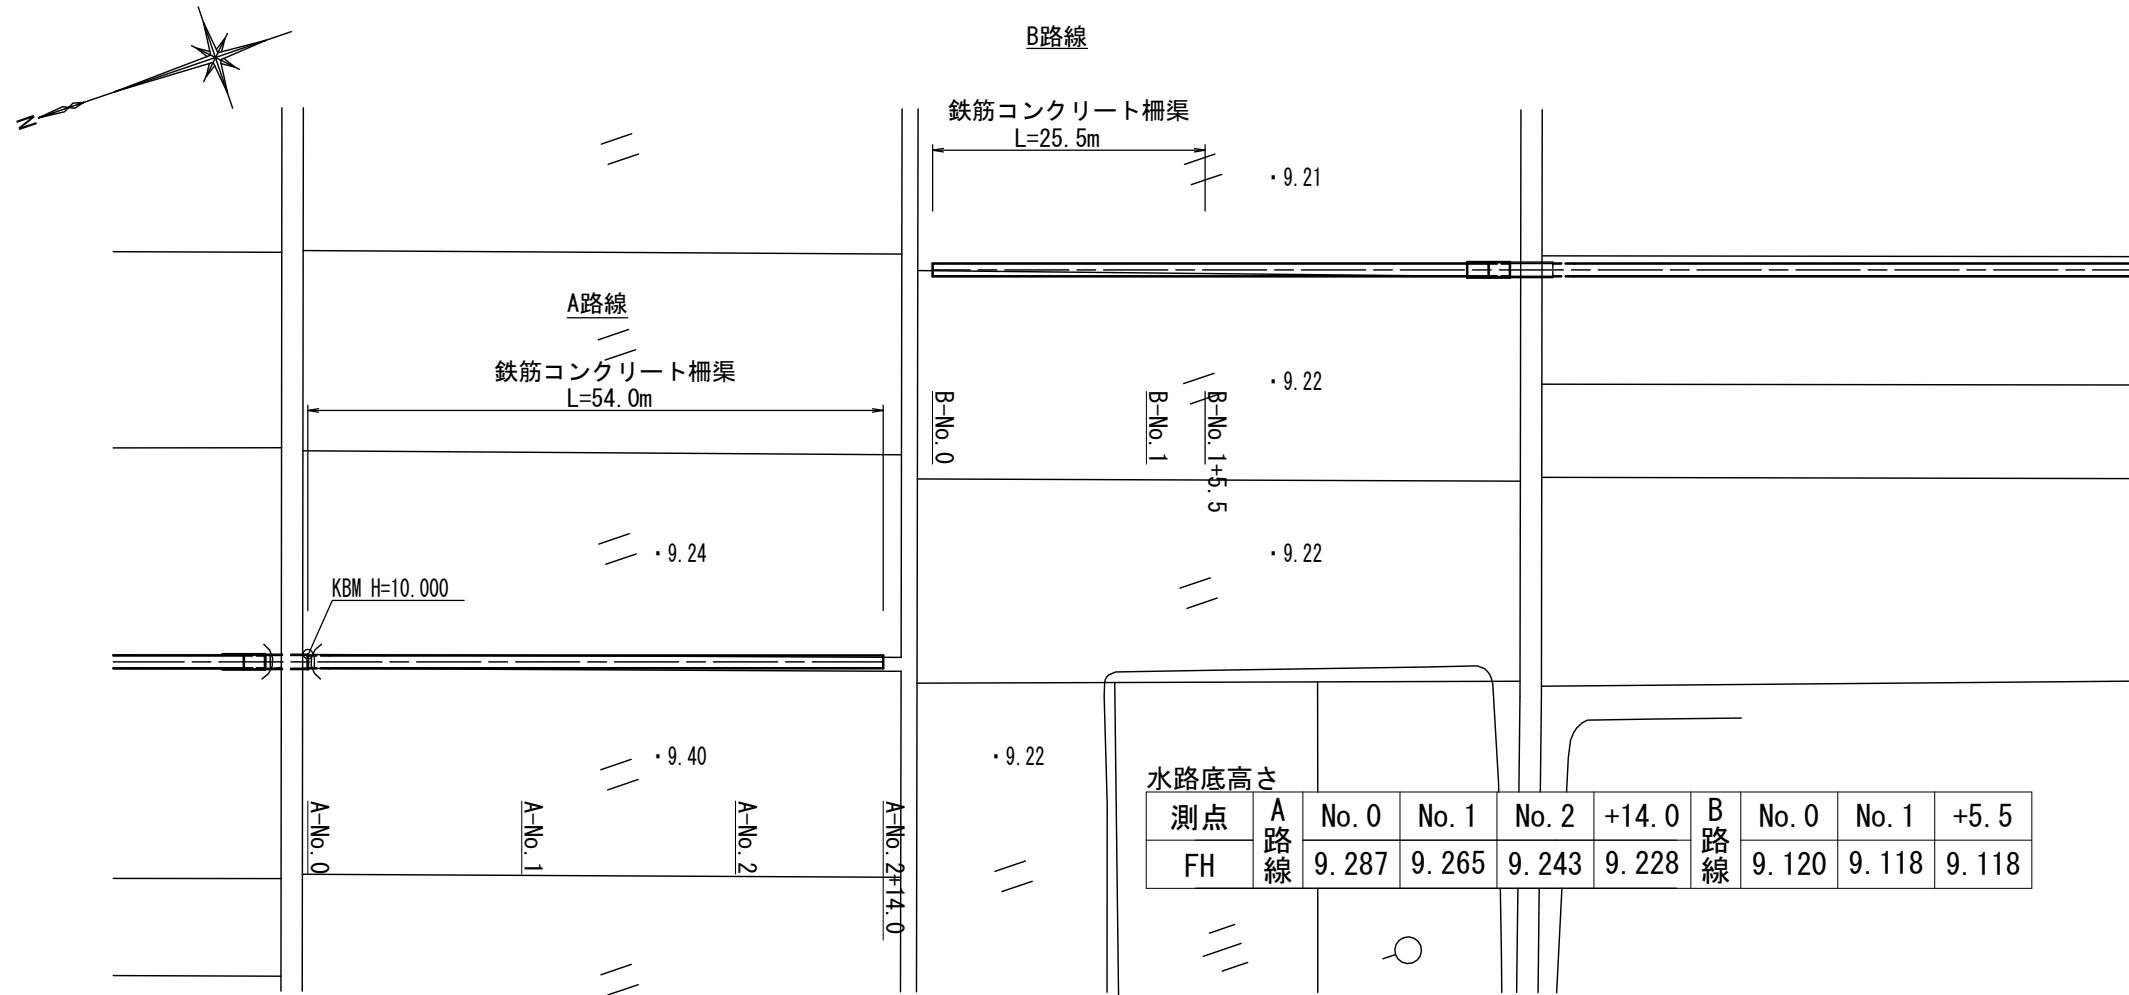 B路線
N
鉄筋コンクリート柵渠
L=25.5m
・9.21
A路線
鉄筋コンクリート柵渠
L=54.0m
・9.22
B-No.0
B-No.1
B-No.1+5.5
・9.24
・9.22
KBM H=10.000
・9.40
・9.22
A-No.0
A-No.1
A-No.2
A-No.2+14.0
水路底高さ
測点 A路線 No.0 No.1 No.2 +14.0 B路線 No.0 No.1 +5.5
FH 9.287 9.265 9.243 9.228 9.120 9.118 9.118